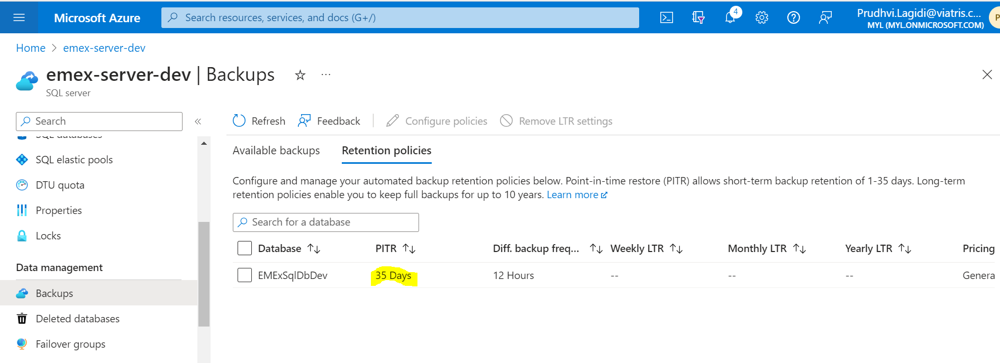 Microsoft Azure
Search resources, services, and docs (G+/)
4
Prudhvi.Lagidi@viatris.c...
MYL (MYL.ONMICROSOFT.COM)
P
Home > emex-server-dev
emex-server-dev | Backups
SQL server
Search
Refresh
Feedback
Configure policies
Remove LTR settings
SQL databases
SQL elastic pools
DTU quota
Properties
Locks
Data management
Backups
Deleted databases
Failover groups
Available backups
Retention policies
Configure and manage your automated backup retention policies below. Point-in-time restore (PITR) allows short-term backup retention of 1-35 days. Long-term
retention policies enable you to keep full backups for up to 10 years. Learn more
Search for a database
Database PITR Diff. backup freq... Weekly LTR Monthly LTR Yearly LTR Pricing
EMExSqlDbDev 35 Days 12 Hours -- -- -- Genera